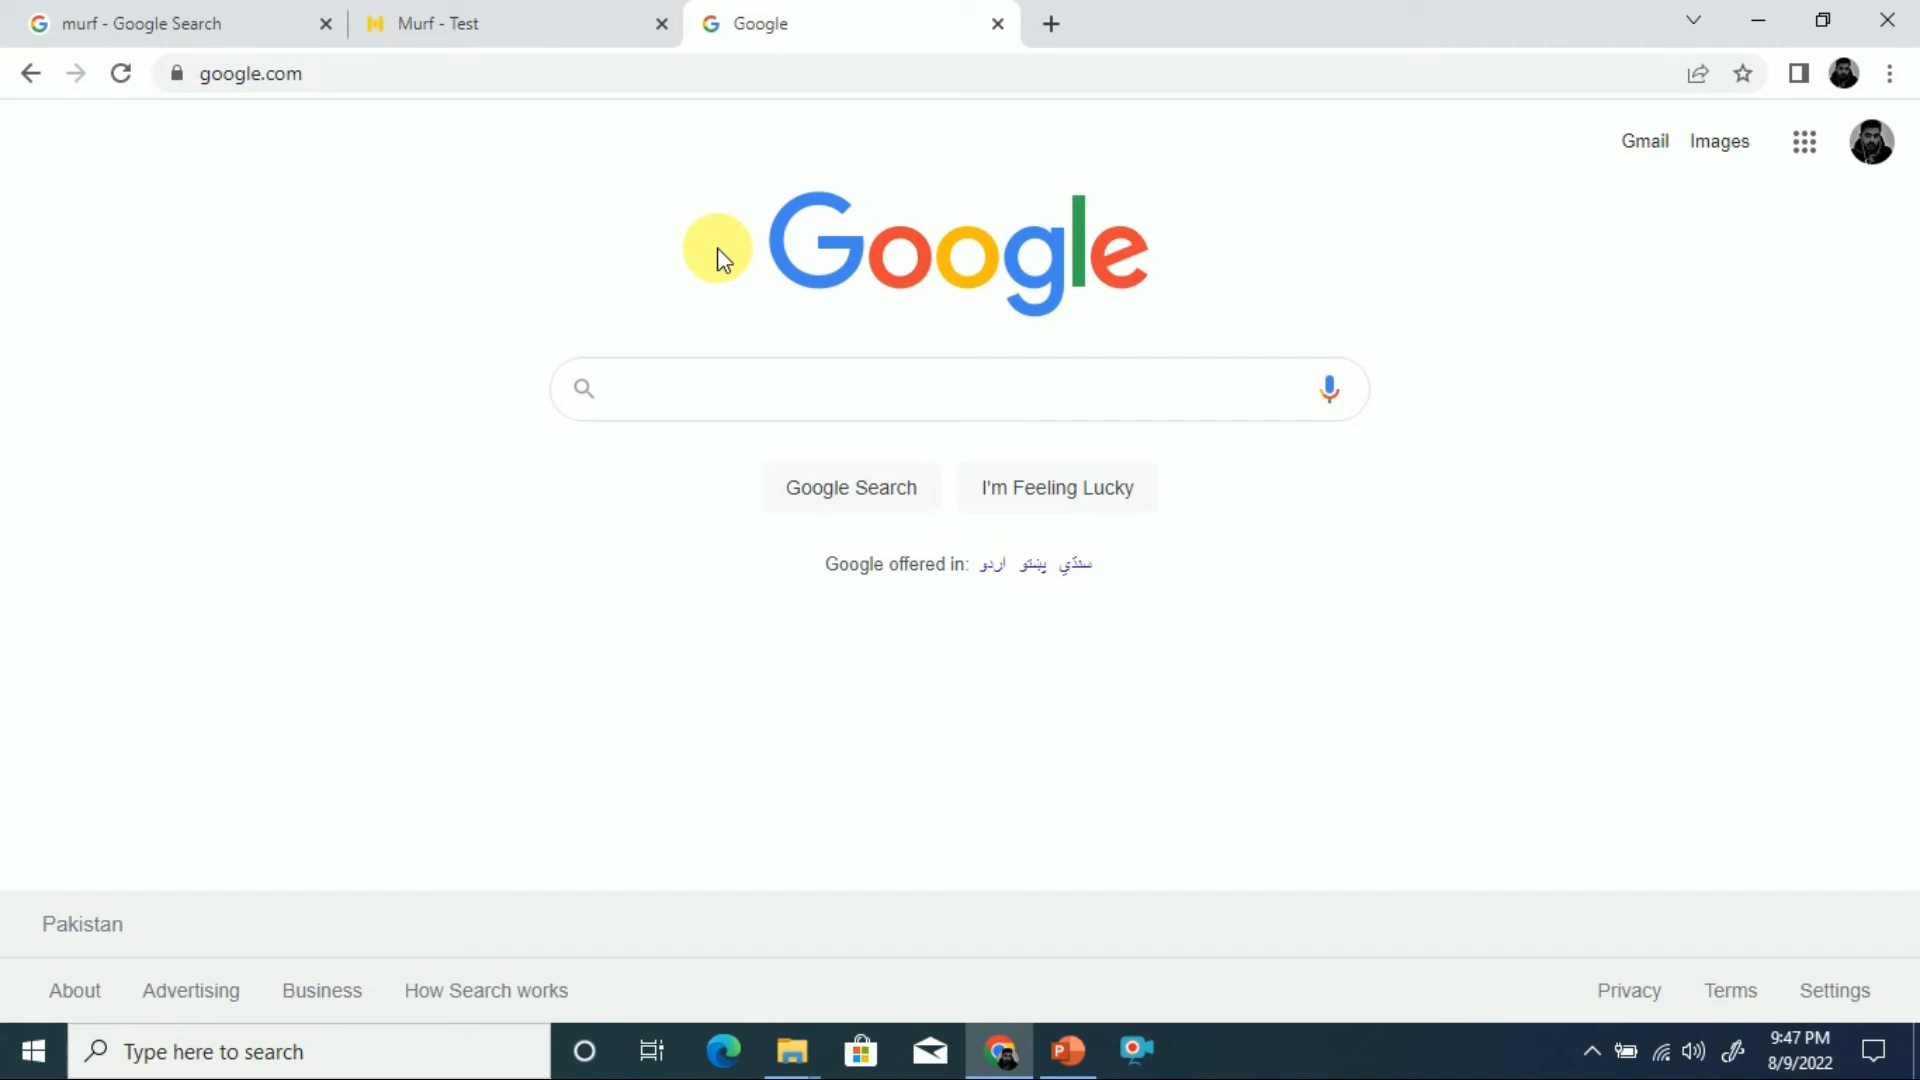 murf - Google Search
Murf - Test
Google
google.com
Gmail Images
Google
Google Search
I'm Feeling Lucky
Google offered in: اردو پښتو سنڌي
Pakistan
About Advertising Business How Search works
Privacy Terms Settings
Type here to search
9:47 PM
8/9/2022